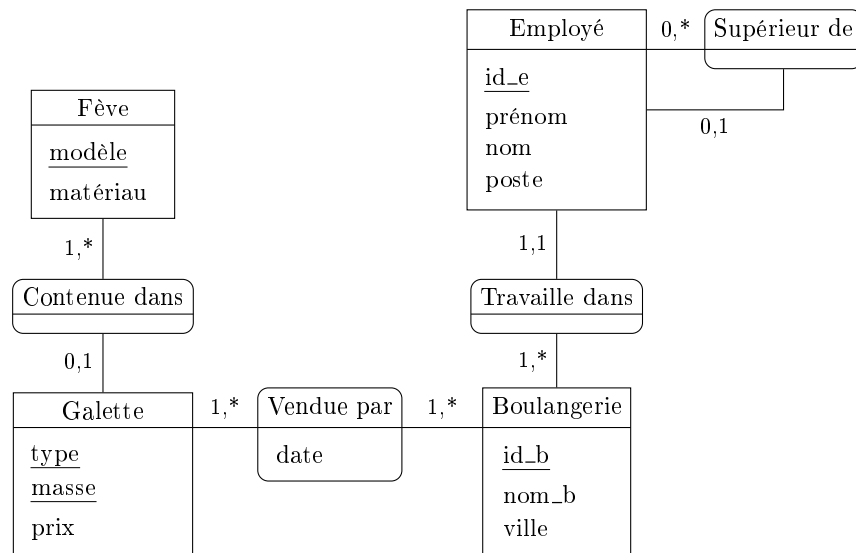 Employé
0,*
Supérieur de
id_e
prénom
nom
poste
0,1
Fève
modèle
matériau
1,*
1,1
Contenue dans
Travaille dans
0,1
1,*
Galette
1,*
Vendue par
1,*
Boulangerie
type
masse
prix
date
id_b
nom_b
ville